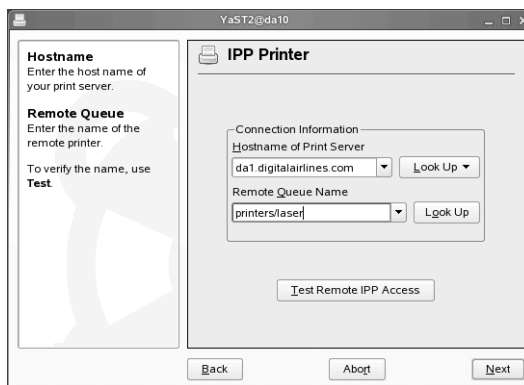 YaST2@da10
Hostname
Enter the host name of
your print server.
Remote Queue
Enter the name of the
remote printer.
To verify the name, use
Test.
IPP Printer
Connection Information
Hostname of Print Server
da1.digitalairlines.com
Look Up
Remote Queue Name
printers/laser
Look Up
Test Remote IPP Access
Back
Abort
Next